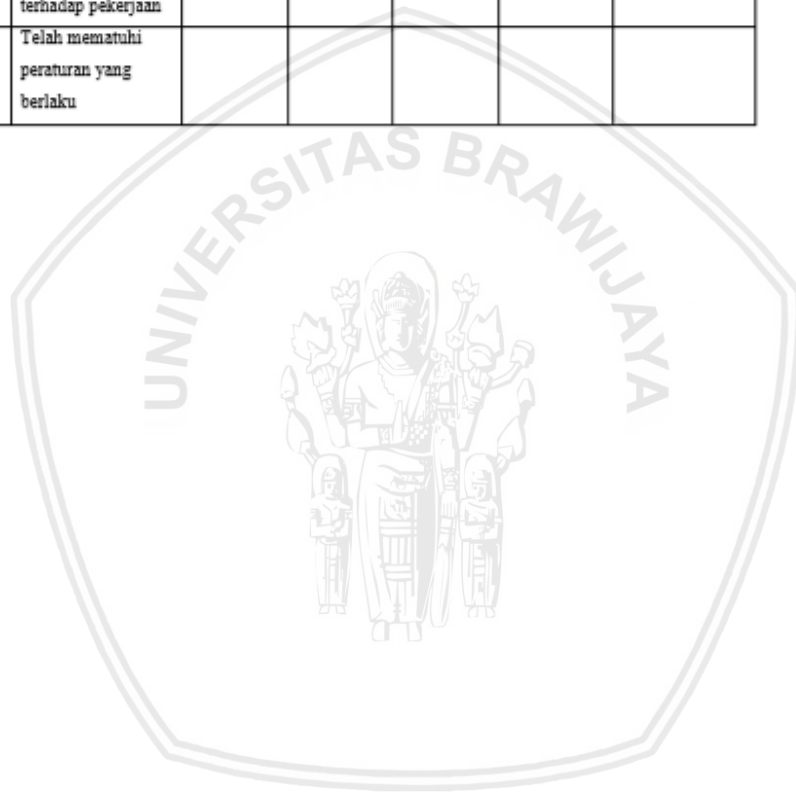 terhadap pekerjaan
Telah mematuhi
peraturan yang
berlaku
UNIVERSITAS BRAWIJAYA